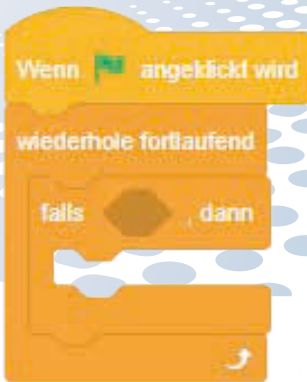 Wenn angeklickt wird
wiederhole fortlaufend
falls , dann